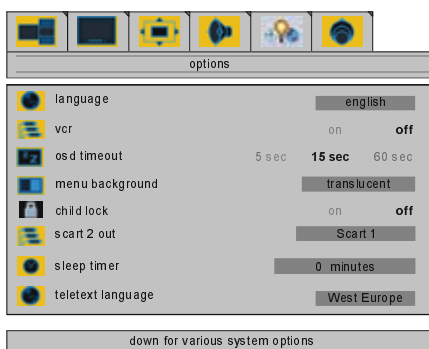 options
language english
vcr on off
osd timeout 5 sec 15 sec 60 sec
menu background translucent
child lock on off
scart 2 out Scart 1
sleep timer 0 minutes
teletext language West Europe
down for various system options